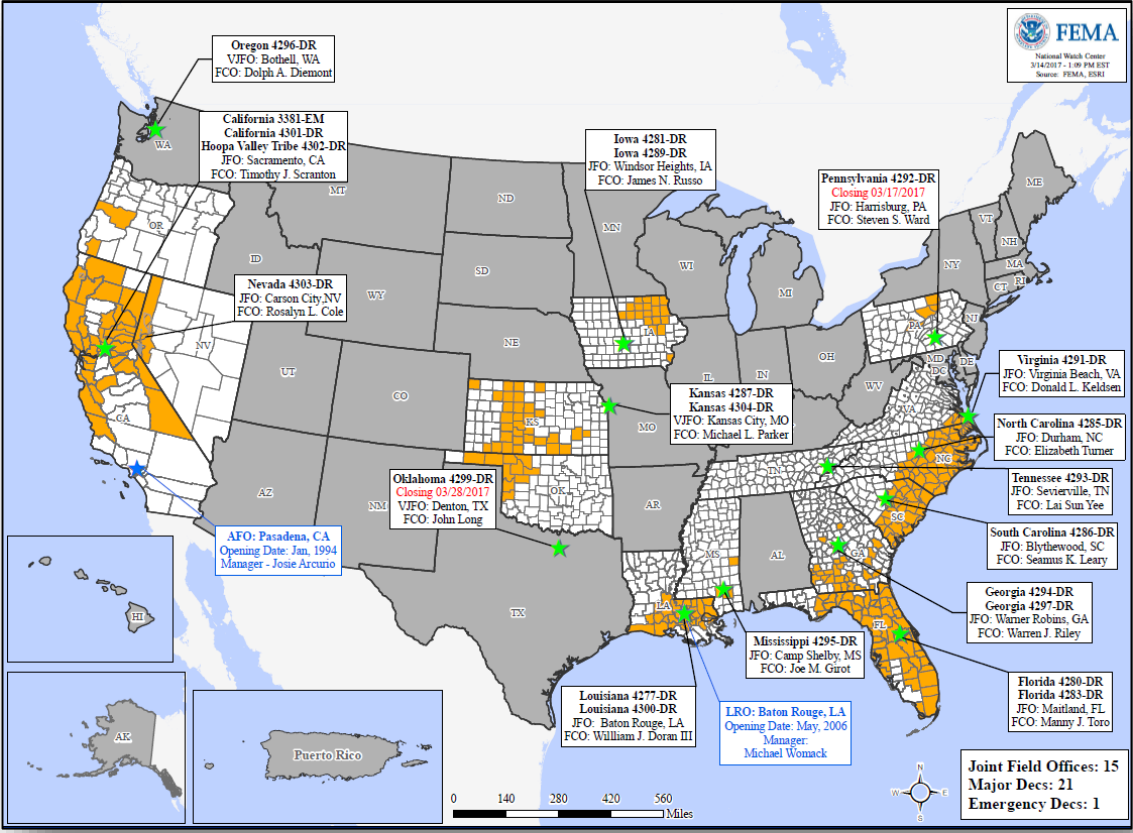 FEMA
National Watch Center
3/14/2017 - 1:09 PM EST
Source: FEMA, ESRI
Oregon 4296-DR
VJFO: Bothell, WA
FCO: Dolph A. Diemont
California 3381-EM
California 4301-DR
Hoopa Valley Tribe 4302-DR
JFO: Sacramento, CA
FCO: Timothy J. Scranton
Iowa 4281-DR
Iowa 4289-DR
JFO: Windsor Heights, IA
FCO: James N. Russo
Pennsylvania 4292-DR
Closing 03/17/2017
JFO: Harrisburg, PA
FCO: Steven S. Ward
Nevada 4303-DR
JFO: Carson City,NV
FCO: Rosalyn L. Cole
Virginia 4291-DR
JFO: Virginia Beach, VA
FCO: Donald L. Keldsen
Kansas 4287-DR
Kansas 4304-DR
VJFO: Kansas City, MO
FCO: Michael L. Parker
North Carolina 4285-DR
JFO: Durham, NC
FCO: Elizabeth Turner
Oklahoma 4299-DR
Closing 03/28/2017
VJFO: Denton, TX
FCO: John Long
Tennessee 4293-DR
JFO: Sevierville, TN
FCO: Lai Sun Yee
South Carolina 4286-DR
JFO: Blythewood, SC
FCO: Seamus K. Leary
AFO: Pasadena, CA
Opening Date: Jan, 1994
Manager - Josie Arcurio
Georgia 4294-DR
Georgia 4297-DR
JFO: Warner Robins, GA
FCO: Warren J. Riley
Mississippi 4295-DR
JFO: Camp Shelby, MS
FCO: Joe M. Girot
Florida 4280-DR
Florida 4283-DR
JFO: Maitland, FL
FCO: Manny J. Toro
Louisiana 4277-DR
Louisiana 4300-DR
JFO: Baton Rouge, LA
FCO: William J. Doran III
LRO: Baton Rouge, LA
Opening Date: May, 2006
Manager:
Michael Womack
WA
MT
ND
MN
ME
VT
NH
OR
ID
SD
WI
MI
NY
MA
CT
RI
WY
IA
PA
NJ
NV
NE
OH
MD
DE
DC
UT
CO
IL
IN
WV
VA
CA
KS
MO
NC
AZ
NM
OK
TN
AR
SC
MS
AL
GA
TX
LA
FL
HI
AK
Puerto Rico
N
W
E
S
0
140
280
420
560
Miles
Joint Field Offices: 15
Major Decs: 21
Emergency Decs: 1